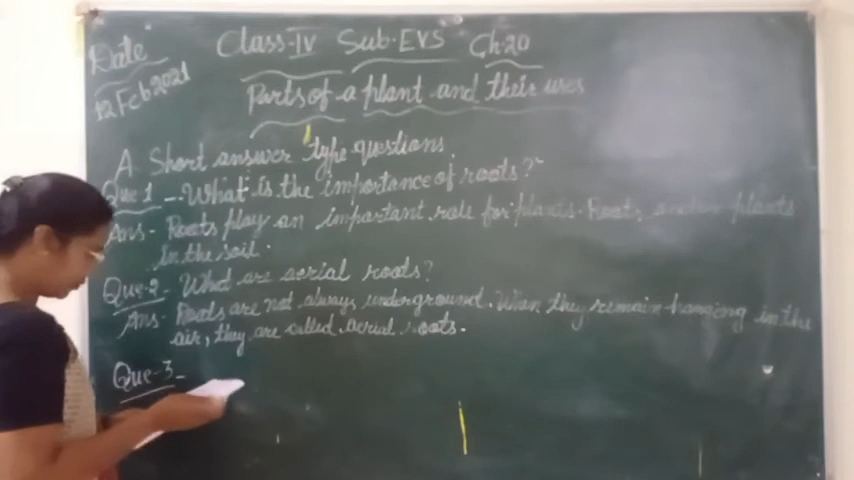 Date
12 Feb 2021
Class-IV Sub-EVS Ch-20
Parts of a plant and their uses
A. Short answer type questions.
Que 1 - What is the importance of roots?
Ans - Roots play an important role for plants. Roots anchor plants
in the soil.
Que-2. What are aerial roots?
Ans - Roots are not always underground. When they remain hanging in the
air, they are called aerial roots.
Que-3-